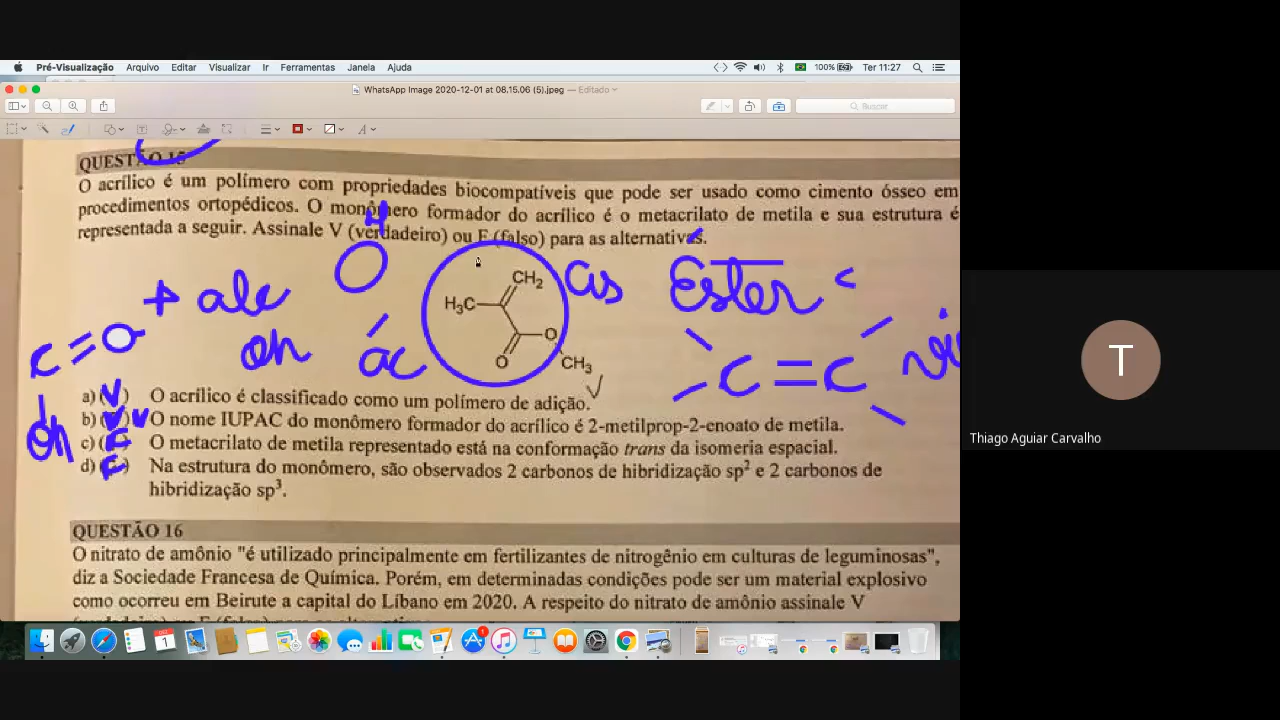 Pré-Visualização Arquivo Editar Visualizar Ir Ferramentas Janela Ajuda 100% Ter 11:27
WhatsApp Image 2020-12-01 at 08.15.06 (5).jpeg — Editado
Buscar
QUESTÃO 15
O acrílico é um polímero com propriedades biocompatíveis que pode ser usado como cimento ósseo em
procedimentos ortopédicos. O monômero formador do acrílico é o metacrilato de metila e sua estrutura é
representada a seguir. Assinale V (verdadeiro) ou F (falso) para as alternativas.
+ alc
oh
ác
C=O
oh
CH2
H3C
O
O
CH3
cis
Éster
C=C
a) (V) O acrílico é classificado como um polímero de adição.
b) (V) V O nome IUPAC do monômero formador do acrílico é 2-metilprop-2-enoato de metila.
c) (F) O metacrilato de metila representado está na conformação trans da isomeria espacial.
d) (F) Na estrutura do monômero, são observados 2 carbonos de hibridização sp2 e 2 carbonos de
hibridização sp3.
QUESTÃO 16
O nitrato de amônio "é utilizado principalmente em fertilizantes de nitrogênio em culturas de leguminosas",
diz a Sociedade Francesa de Química. Porém, em determinadas condições pode ser um material explosivo
como ocorreu em Beirute a capital do Líbano em 2020. A respeito do nitrato de amônio assinale V
T
Thiago Aguiar Carvalho